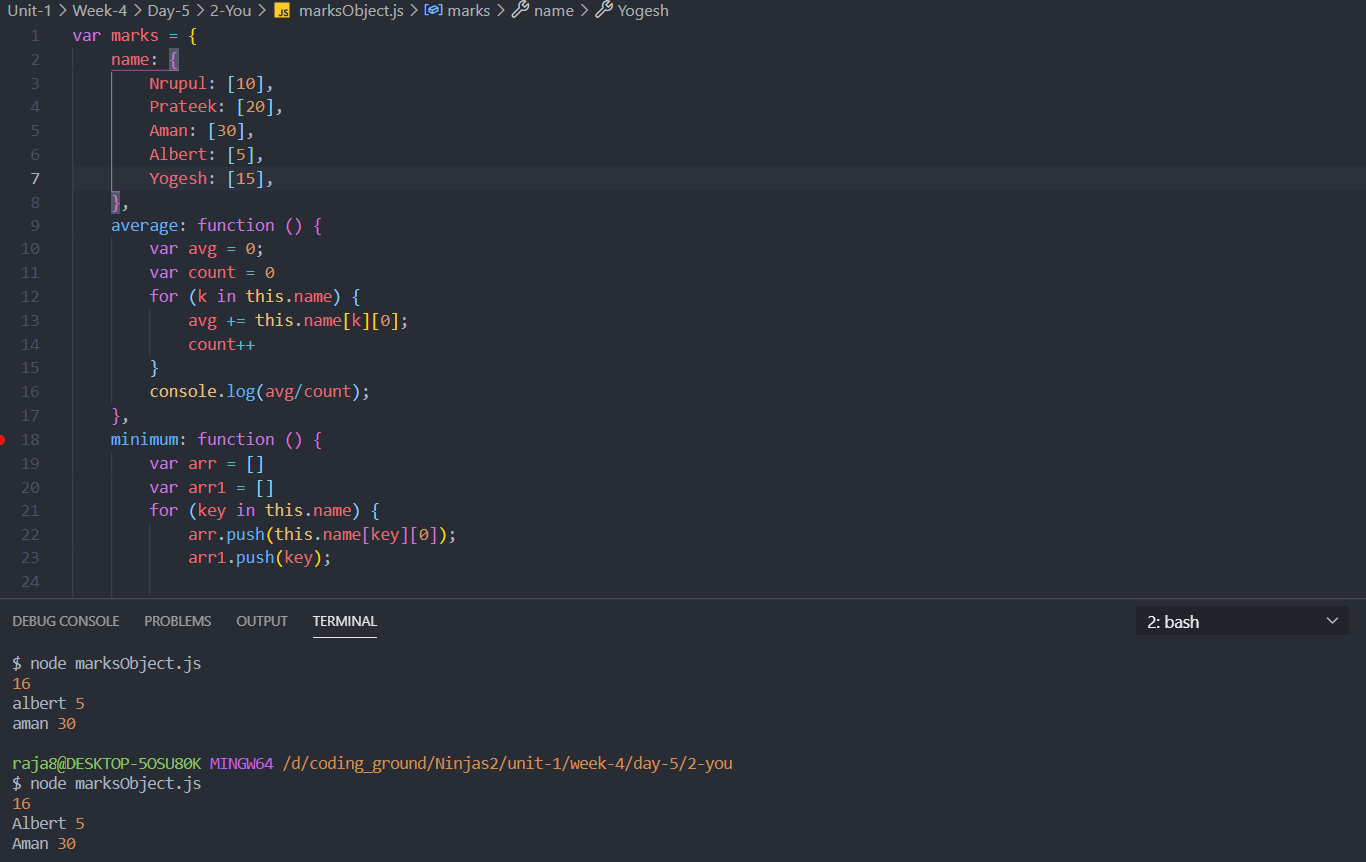 Unit-1 > Week-4 > Day-5 > 2-You > JS marksObject.js > marks > name > Yogesh
1 var marks = {
2 name: {
3 Nrupul: [10],
4 Prateek: [20],
5 Aman: [30],
6 Albert: [5],
7 Yogesh: [15],
8 },
9 average: function () {
10 var avg = 0;
11 var count = 0
12 for (k in this.name) {
13 avg += this.name[k][0];
14 count++
15 }
16 console.log(avg/count);
17 },
18 minimum: function () {
19 var arr = []
20 var arr1 = []
21 for (key in this.name) {
22 arr.push(this.name[key][0]);
23 arr1.push(key);
24
DEBUG CONSOLE PROBLEMS OUTPUT TERMINAL 2: bash
$ node marksObject.js
16
albert 5
aman 30
raja8@DESKTOP-5OSU80K MINGW64 /d/coding_ground/Ninjas2/unit-1/week-4/day-5/2-you
$ node marksObject.js
16
Albert 5
Aman 30